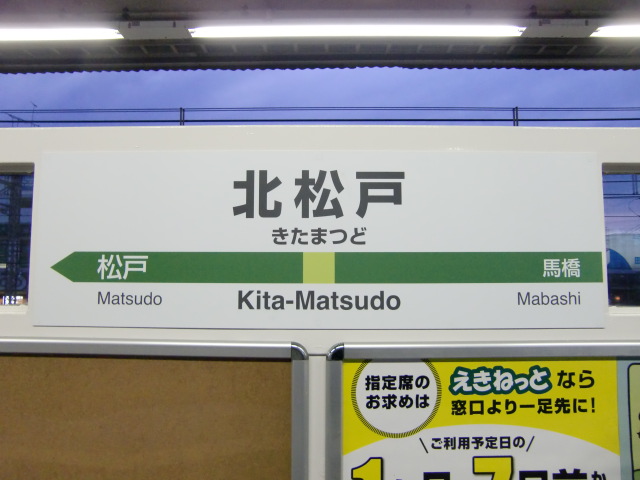 北松戸
きたまつど
松戸
馬橋
Matsudo
Kita-Matsudo
Mabashi
指定席の
お求めは
えきねっとなら
窓口より一足先に!
ご利用予定日の